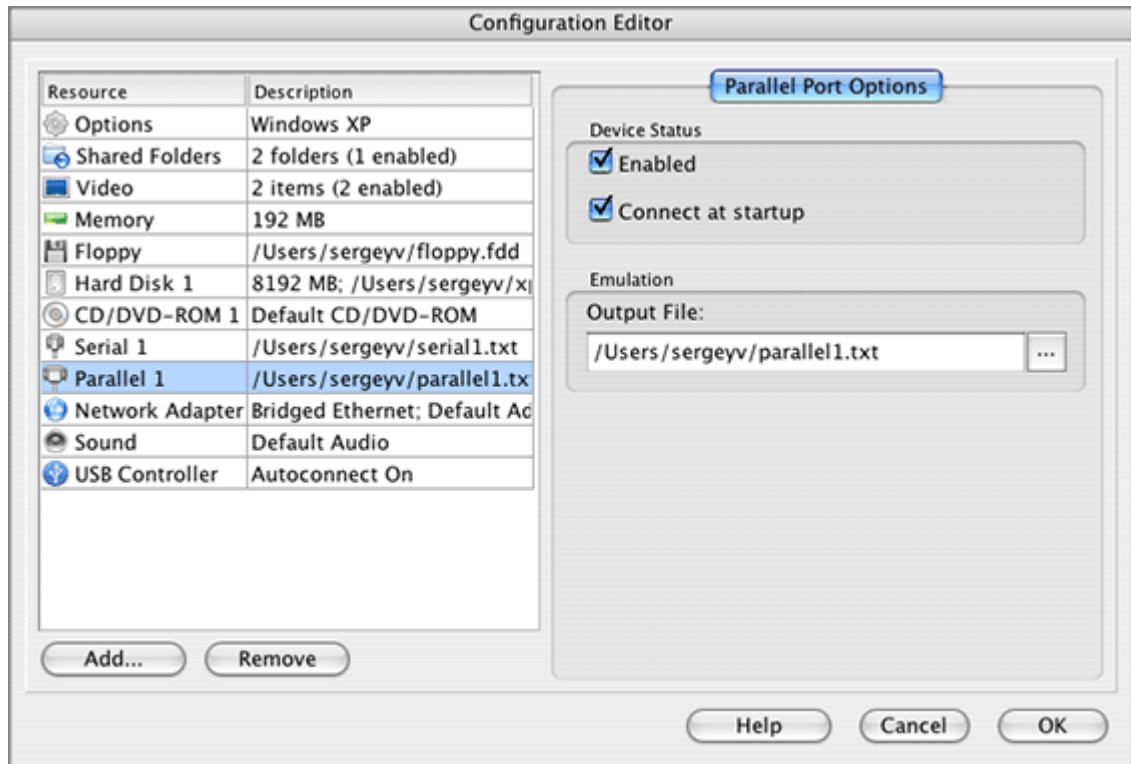 Configuration Editor
Resource Description
Options Windows XP
Shared Folders 2 folders (1 enabled)
Video 2 items (2 enabled)
Memory 192 MB
Floppy /Users/sergeyv/floppy.fdd
Hard Disk 1 8192 MB; /Users/sergeyv/xp
CD/DVD-ROM 1 Default CD/DVD-ROM
Serial 1 /Users/sergeyv/serial1.txt
Parallel 1 /Users/sergeyv/parallel1.tx
Network Adapter Bridged Ethernet; Default Ad
Sound Default Audio
USB Controller Autoconnect On
Add... Remove
Parallel Port Options
Device Status
Enabled
Connect at startup
Emulation
Output File:
/Users/sergeyv/parallel1.txt ...
Help Cancel OK